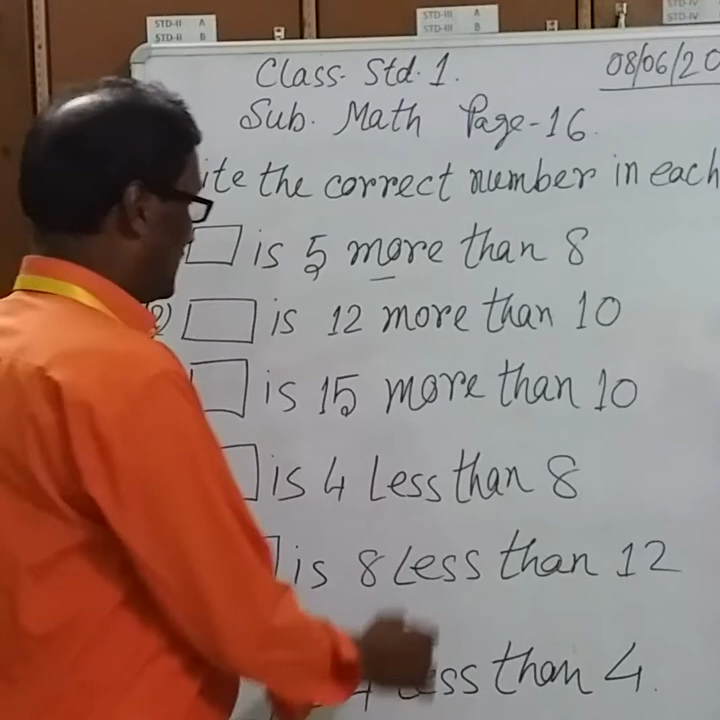 STD-II A
STD-II B
STD-III A
STD-III B
STD-IV
STD-IV
Class. Std. 1.
08/06/20
Sub. Math Page-16.
ite the correct number in each
is 5 more than 8
2) is 12 more than 10
is 15 more than 10
is 4 Less than 8
is 8 Less than 12
4 Less than 4.